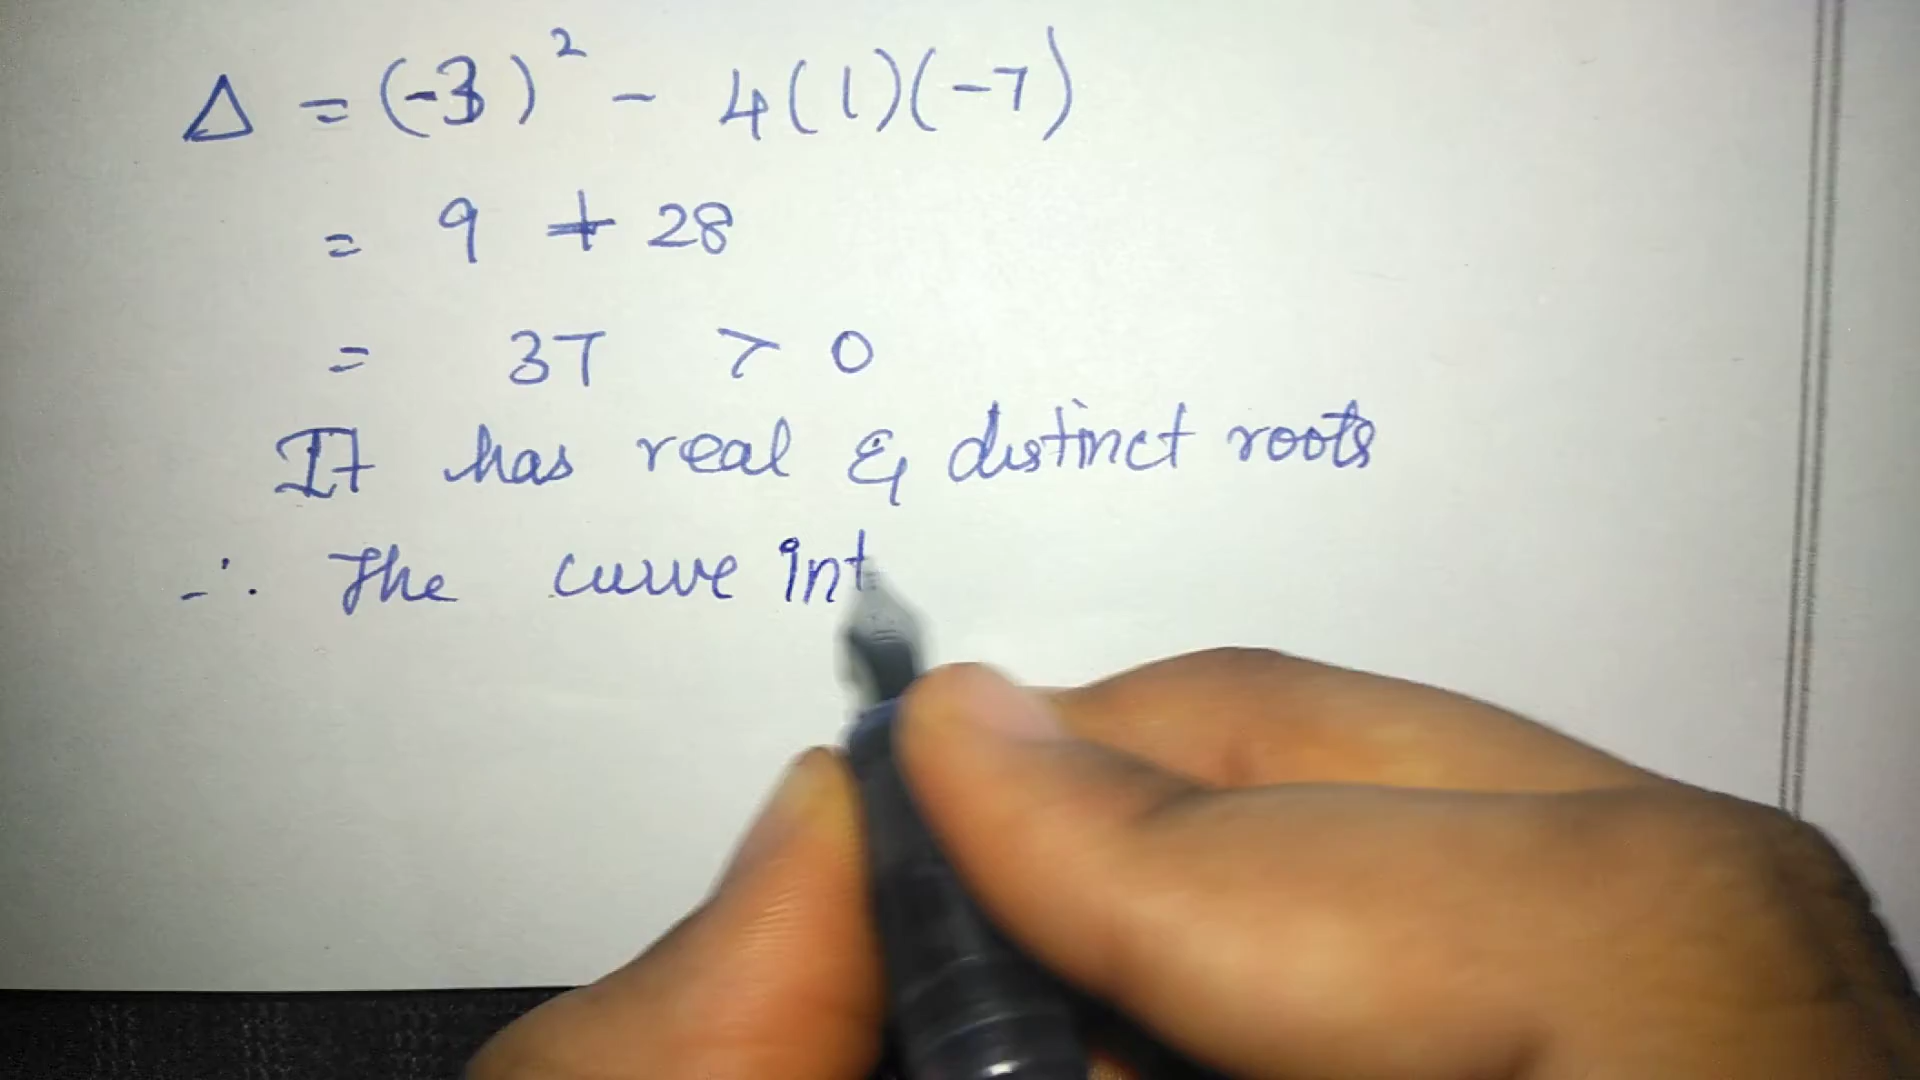 Δ = (-3)² - 4(1)(-7)
= 9 + 28
= 37 > 0
It has real & distinct roots
∴ The curve int